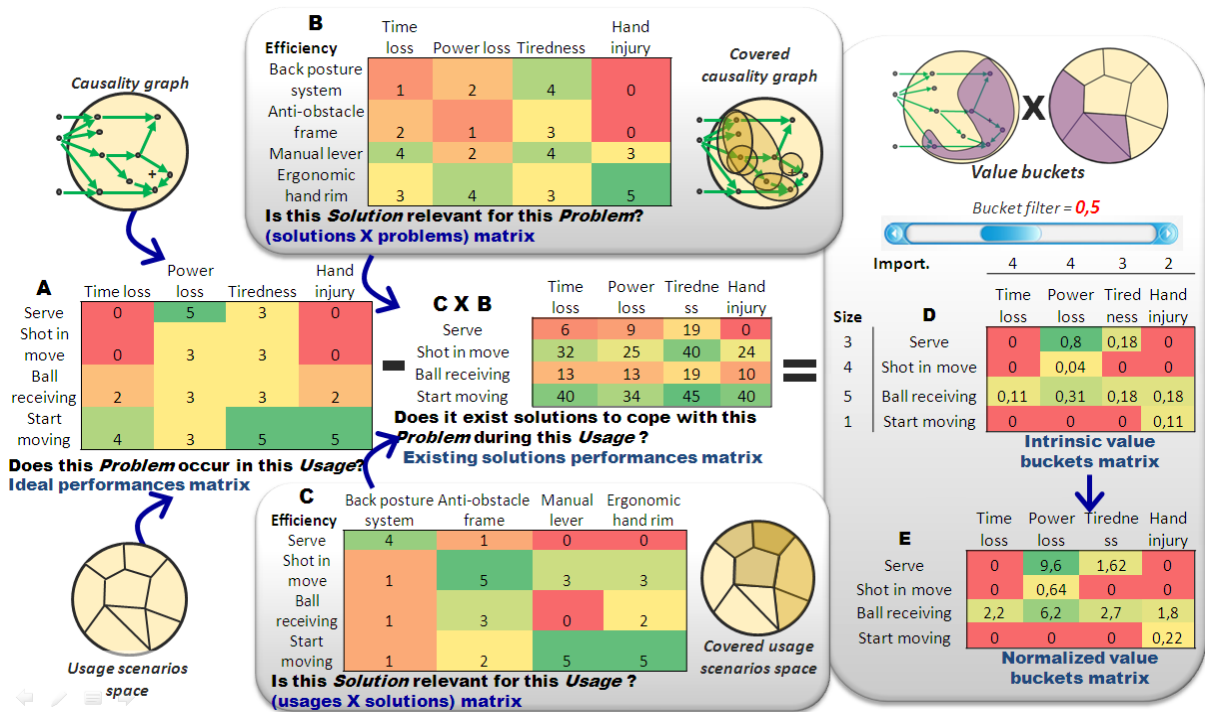 B
Efficiency
Time loss Power loss Tiredness Hand injury
Back posture system 1 2 4 0
Anti-obstacle frame 2 1 3 0
Manual lever 4 2 4 3
Ergonomic hand rim 3 4 3 5
Is this Solution relevant for this Problem?
(solutions X problems) matrix
Covered
causality graph
+
Causality graph
+
A
Time loss Power loss Tiredness Hand injury
Serve 0 5 3 0
Shot in move 0 3 3 0
Ball receiving 2 3 3 2
Start moving 4 3 5 5
Does this Problem occur in this Usage?
Ideal performances matrix
Usage scenarios
space
-
C X B
Time loss Power loss Tiredne ss Hand injury
Serve 6 9 19 0
Shot in move 32 25 40 24
Ball receiving 13 13 19 10
Start moving 40 34 45 40
Does it exist solutions to cope with this
Problem during this Usage ?
Existing solutions performances matrix
=
C
Efficiency
Back posture system Anti-obstacle frame Manual lever Ergonomic hand rim
Serve 4 1 0 0
Shot in move 1 5 3 3
Ball receiving 1 3 0 2
Start moving 1 2 5 5
Is this Solution relevant for this Usage ?
(usages X solutions) matrix
Covered usage
scenarios space
X
Value buckets
Bucket filter = 0,5
Import. 4 4 3 2
Size
D
Time loss Power loss Tired ness Hand injury
3 Serve 0 0,8 0,18 0
4 Shot in move 0 0,04 0 0
5 Ball receiving 0,11 0,31 0,18 0,18
1 Start moving 0 0 0 0,11
Intrinsic value
buckets matrix
E
Time loss Power loss Tiredne ss Hand injury
Serve 0 9,6 1,62 0
Shot in move 0 0,64 0 0
Ball receiving 2,2 6,2 2,7 1,8
Start moving 0 0 0 0,22
Normalized value
buckets matrix